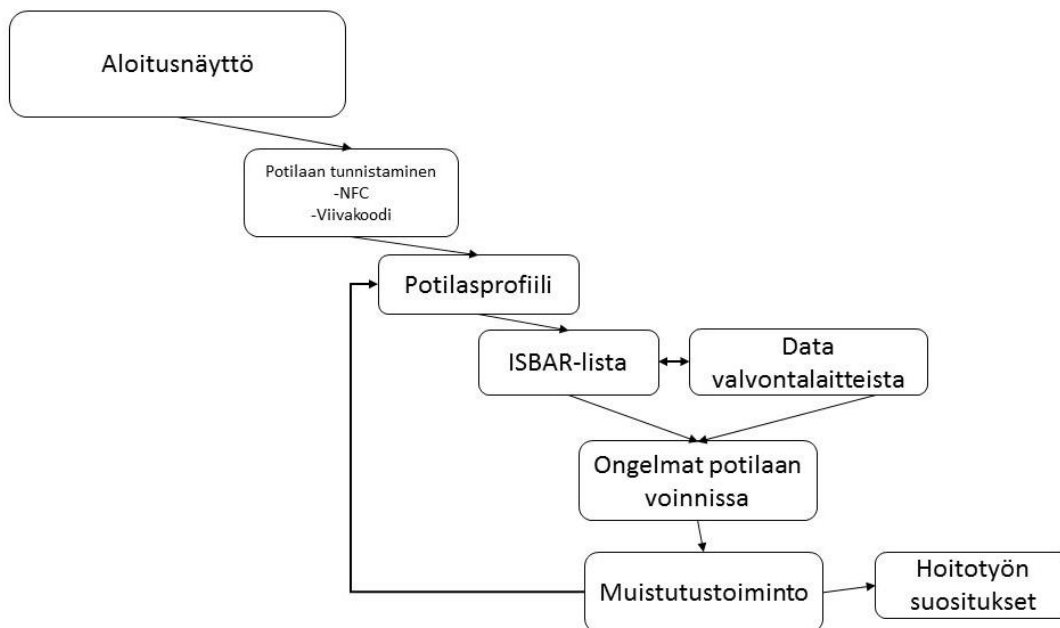 Aloitusnäyttö
Potilaan tunnistaminen
-NFC
-Viivakoodi
Potilasprofiili
ISBAR-lista
Data
valvontalaitteista
Ongelmat potilaan
voinnissa
Muistutustoiminto
Hoitotyön
suositukset